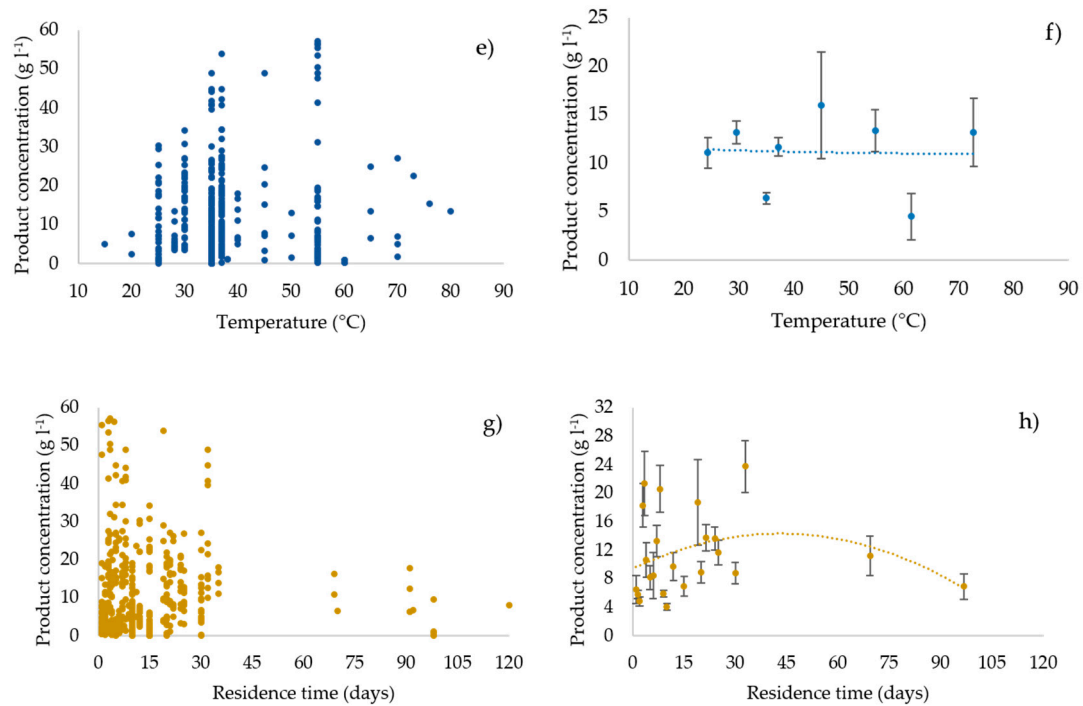 e)
Product concentration (g l⁻¹)
60
50
40
30
20
10
0
10 20 30 40 50 60 70 80 90
Temperature (°C)
f)
Product concentration (g l⁻¹)
25
20
15
10
5
0
10 20 30 40 50 60 70 80 90
Temperature (°C)
g)
Product concentration (g l⁻¹)
60
50
40
30
20
10
0
0 15 30 45 60 75 90 105 120
Residence time (days)
h)
Product concentration (g l⁻¹)
32
28
24
20
16
12
8
4
0
0 15 30 45 60 75 90 105 120
Residence time (days)